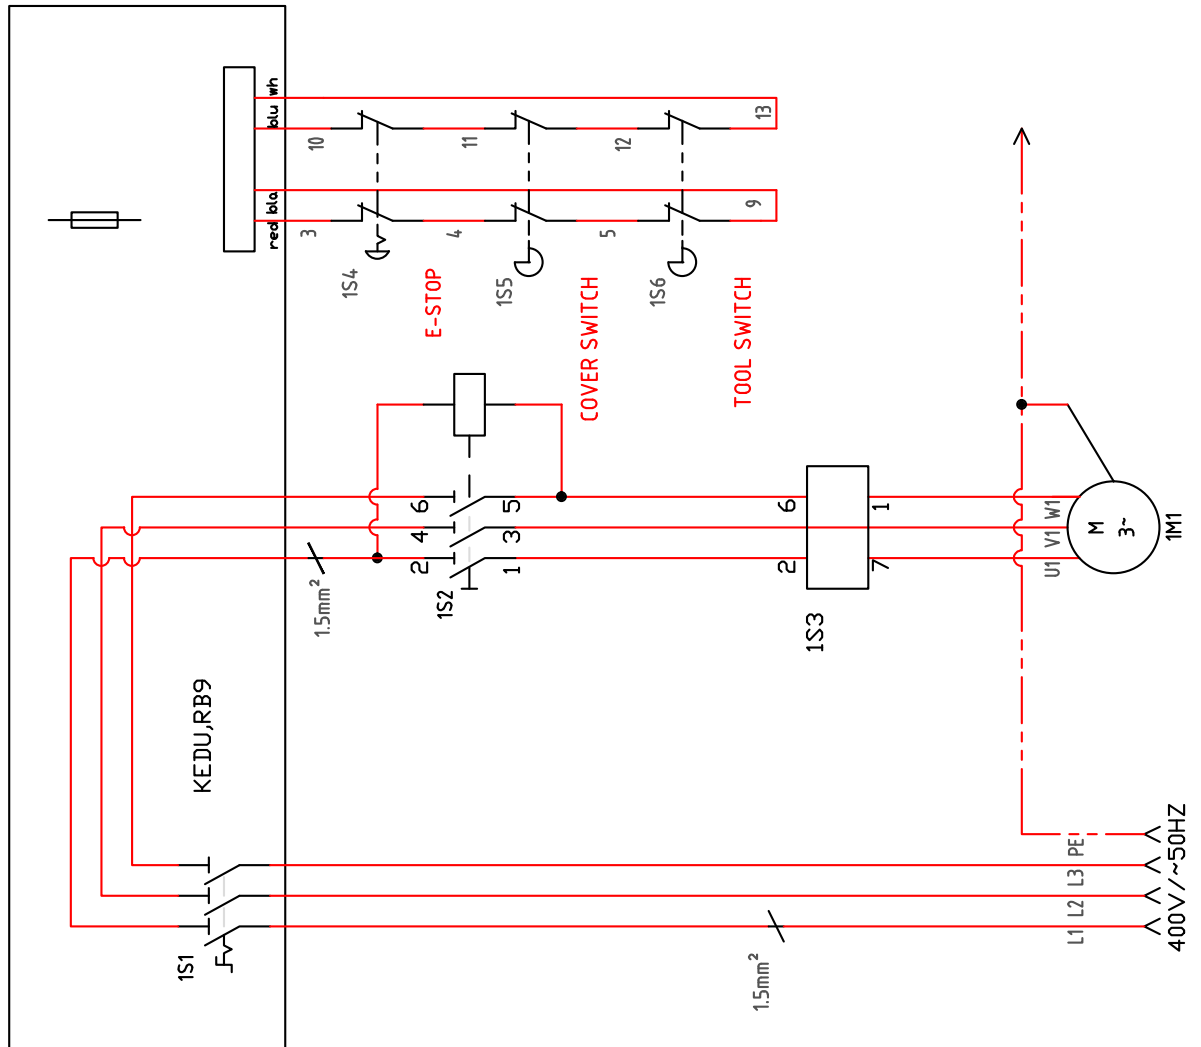 wh
blu
bla
red
10
11
12
13
3
4
5
9
1S4
1S5
1S6
E-STOP
COVER SWITCH
TOOL SWITCH
6
4
2
5
3
1
1S2
1.5mm²
6
2
1
7
1S3
W1
V1
U1
M
3~
1M1
KEDU,RB9
1S1
1.5mm²
PE
L3
L2
L1
400V/~50HZ